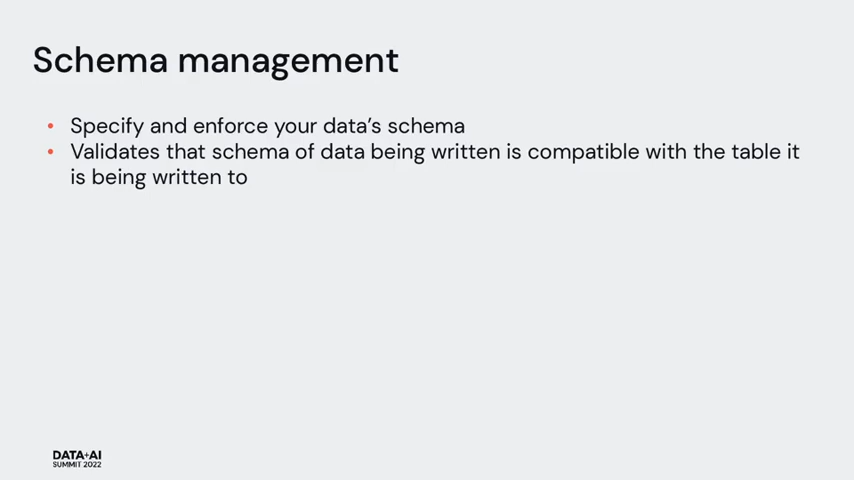 Schema management
• Specify and enforce your data's schema
• Validates that schema of data being written is compatible with the table it
is being written to
DATA+AI
SUMMIT 2022